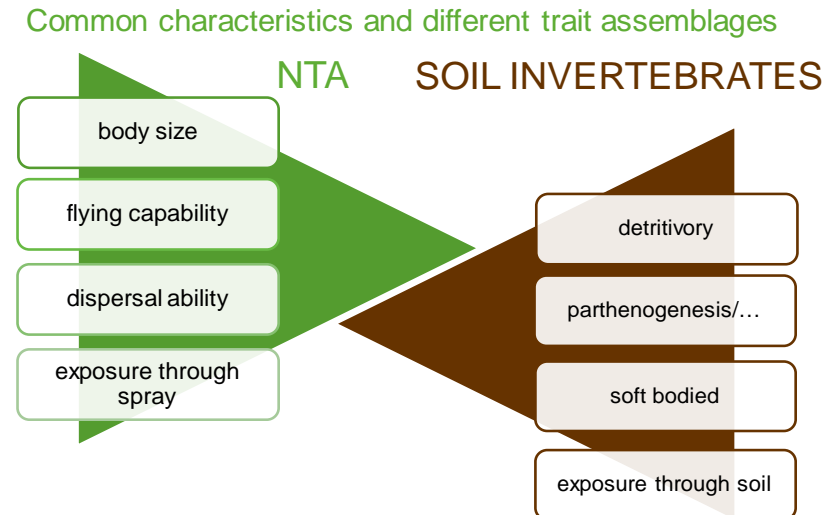 Common characteristics and different trait assemblages
NTA
SOIL INVERTEBRATES
body size
flying capability
dispersal ability
exposure through
spray
detritivory
parthenogenesis/…
soft bodied
exposure through soil